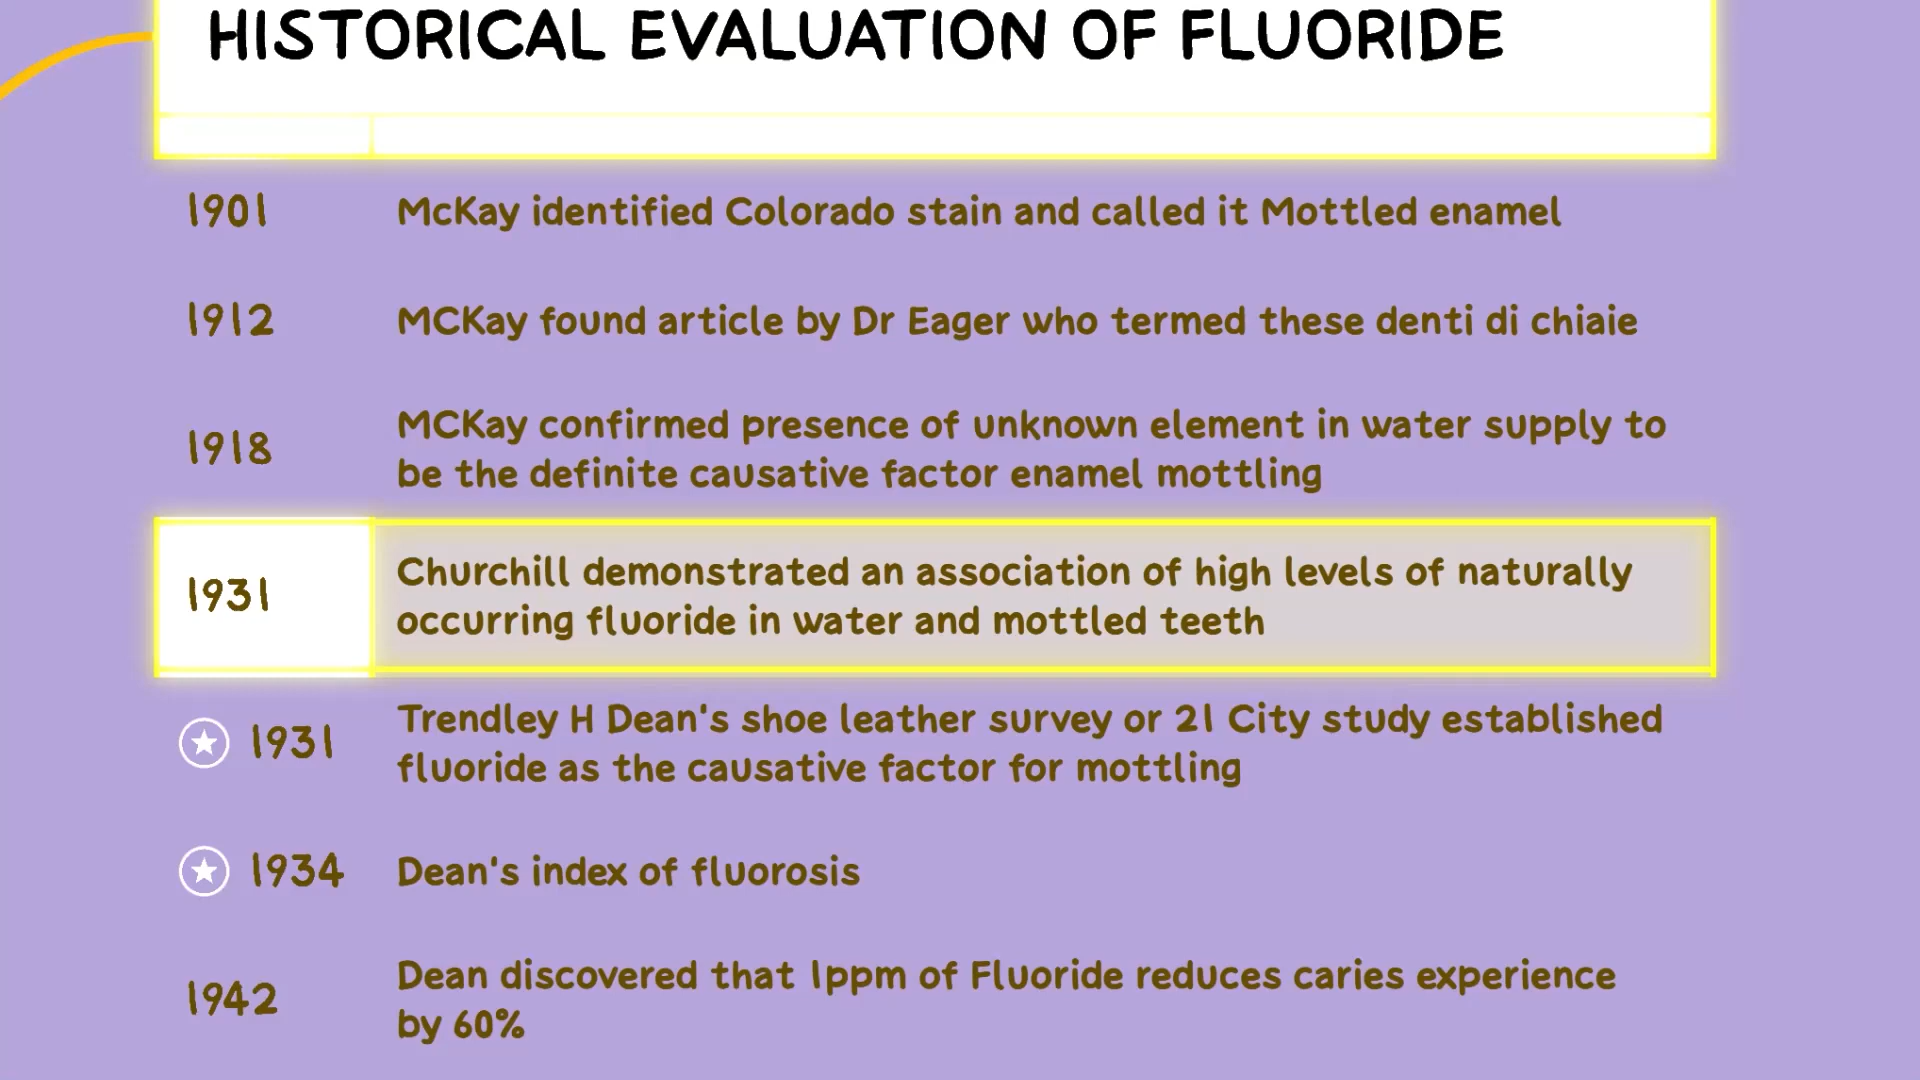 HISTORICAL EVALUATION OF FLUORIDE
1901 McKay identified Colorado stain and called it Mottled enamel
1912 MCKay found article by Dr Eager who termed these denti di chiaie
1918 MCKay confirmed presence of unknown element in water supply to
be the definite causative factor enamel mottling
1931 Churchill demonstrated an association of high levels of naturally
occurring fluoride in water and mottled teeth
1931 Trendley H Dean's shoe leather survey or 21 City study established
fluoride as the causative factor for mottling
1934 Dean's index of fluorosis
1942 Dean discovered that 1ppm of Fluoride reduces caries experience
by 60%